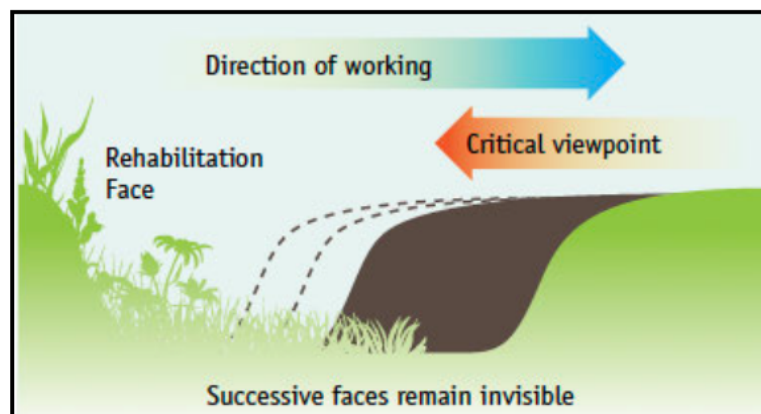 Direction of working
Critical viewpoint
Rehabilitation
Face
Successive faces remain invisible